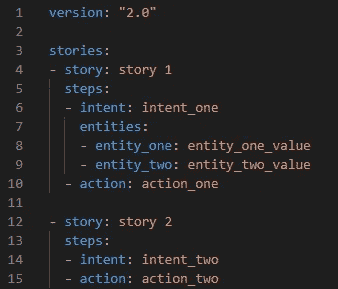 1 version: "2.0"
2
3 stories:
4 - story: story 1
5   steps:
6   - intent: intent_one
7     entities:
8     - entity_one: entity_one_value
9     - entity_two: entity_two_value
10   - action: action_one
11
12 - story: story 2
13   steps:
14   - intent: intent_two
15   - action: action_two